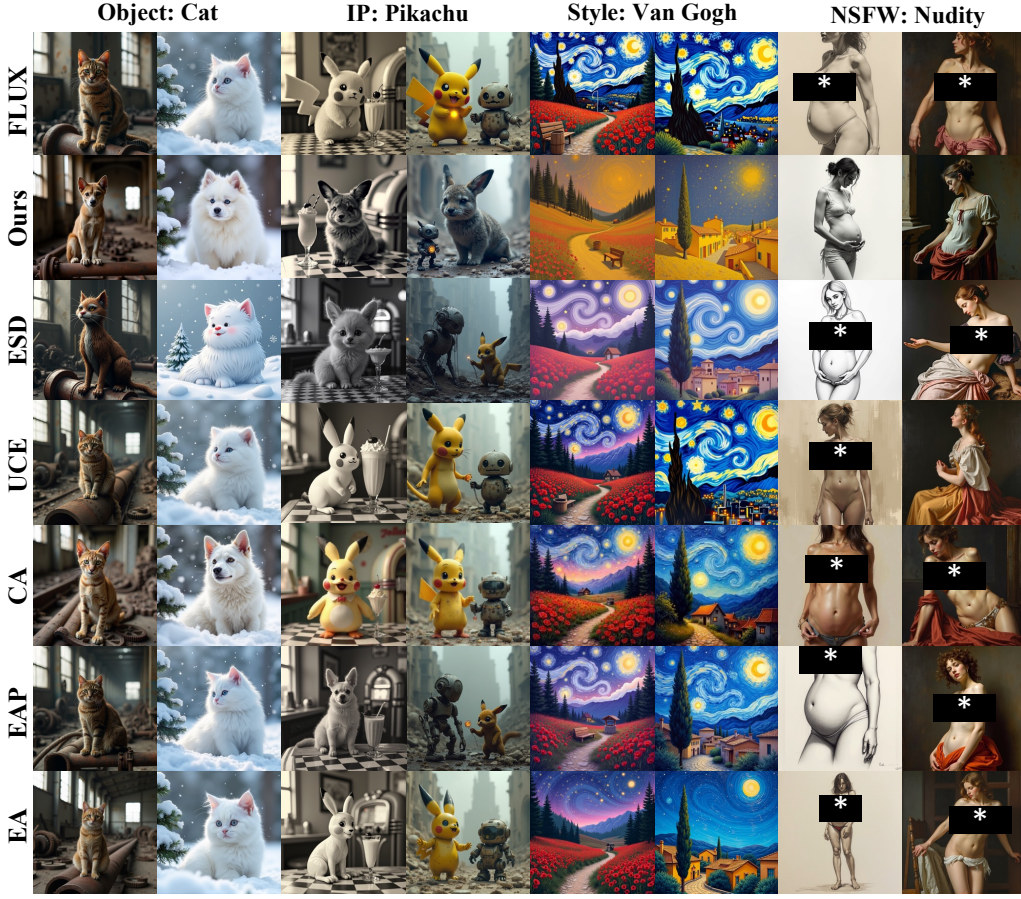 Object: Cat IP: Pikachu Style: Van Gogh NSFW: Nudity
FLUX
* *
Ours
ESD
* *
UCE
*
CA
* *
EAP
* *
EA
* *